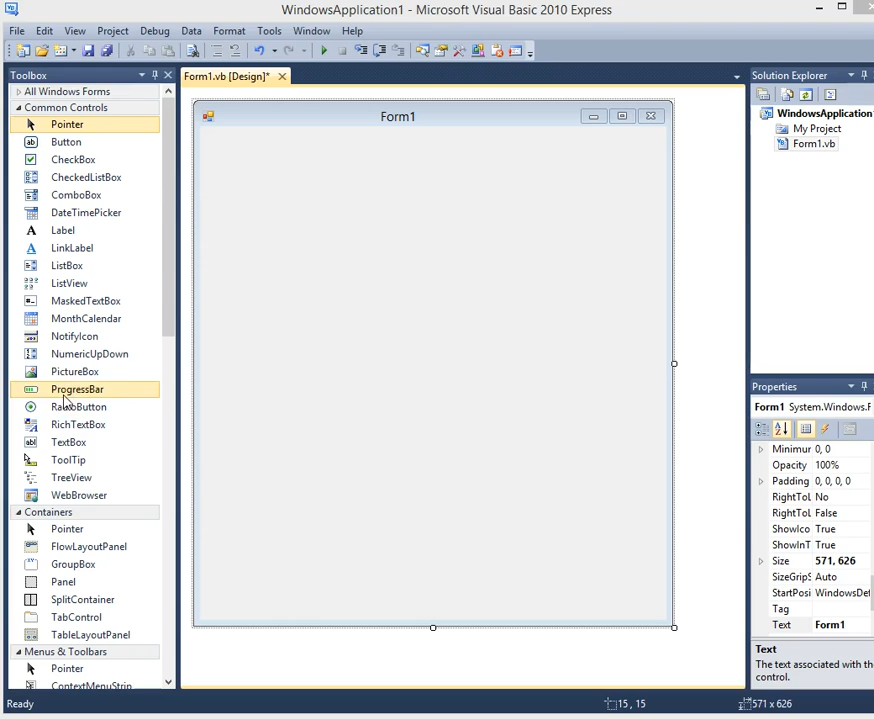 WindowsApplication1 - Microsoft Visual Basic 2010 Express
File Edit View Project Debug Data Format Tools Window Help
Toolbox
All Windows Forms
Common Controls
Pointer
Button
CheckBox
CheckedListBox
ComboBox
DateTimePicker
Label
LinkLabel
ListBox
ListView
MaskedTextBox
MonthCalendar
NotifyIcon
NumericUpDown
PictureBox
ProgressBar
RadioButton
RichTextBox
TextBox
ToolTip
TreeView
WebBrowser
Containers
Pointer
FlowLayoutPanel
GroupBox
Panel
SplitContainer
TabControl
TableLayoutPanel
Menus & Toolbars
Pointer
ContextMenuStrip
Form1.vb [Design]*
Form1
Solution Explorer
WindowsApplication
My Project
Form1.vb
Properties
Form1 System.Windows.F
Minimur 0, 0
Opacity 100%
Padding 0, 0, 0, 0
RightToL No
RightToL False
ShowIco True
ShowInT True
Size 571, 626
SizeGripS Auto
StartPosi WindowsDef
Tag
Text Form1
Text
The text associated with the
control.
Ready 15 , 15 571 x 626